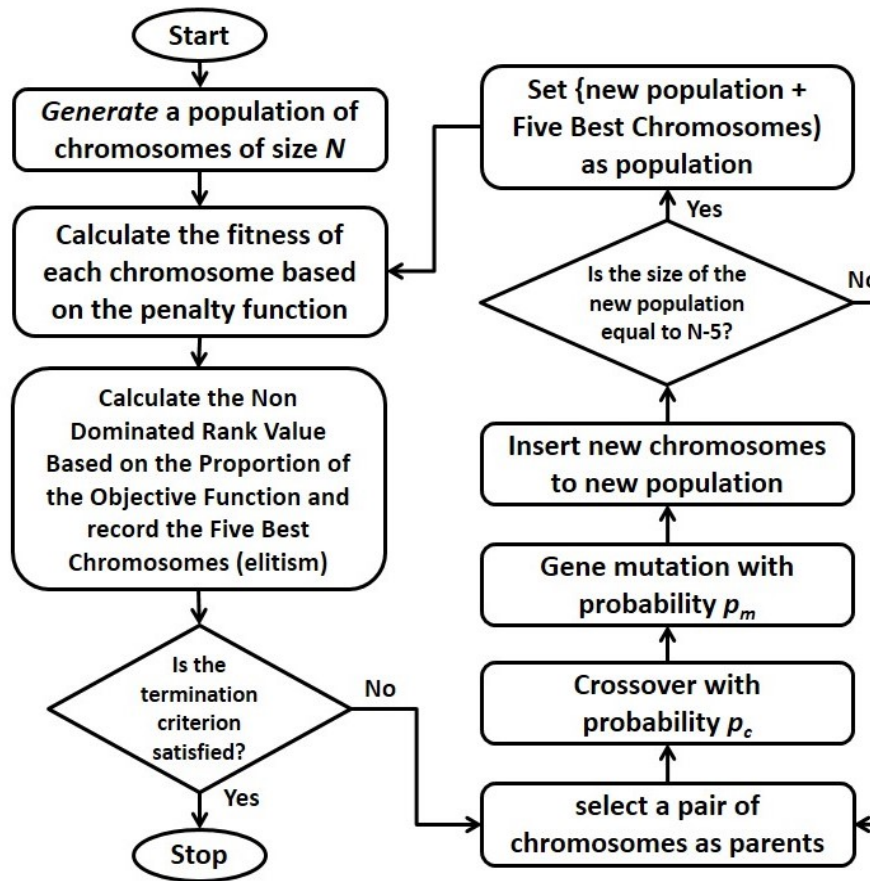 Start
Generate a population of
chromosomes of size N
Calculate the fitness of
each chromosome based
on the penalty function
Calculate the Non
Dominated Rank Value
Based on the Proportion of
the Objective Function and
record the Five Best
Chromosomes (elitism)
Is the
termination
criterion
satisfied?
Yes
Stop
No
select a pair of
chromosomes as parents
Crossover with
probability pc
Gene mutation with
probability pm
Insert new chromosomes
to new population
Is the size of the
new population
equal to N-5?
No
Yes
Set {new population +
Five Best Chromosomes)
as population